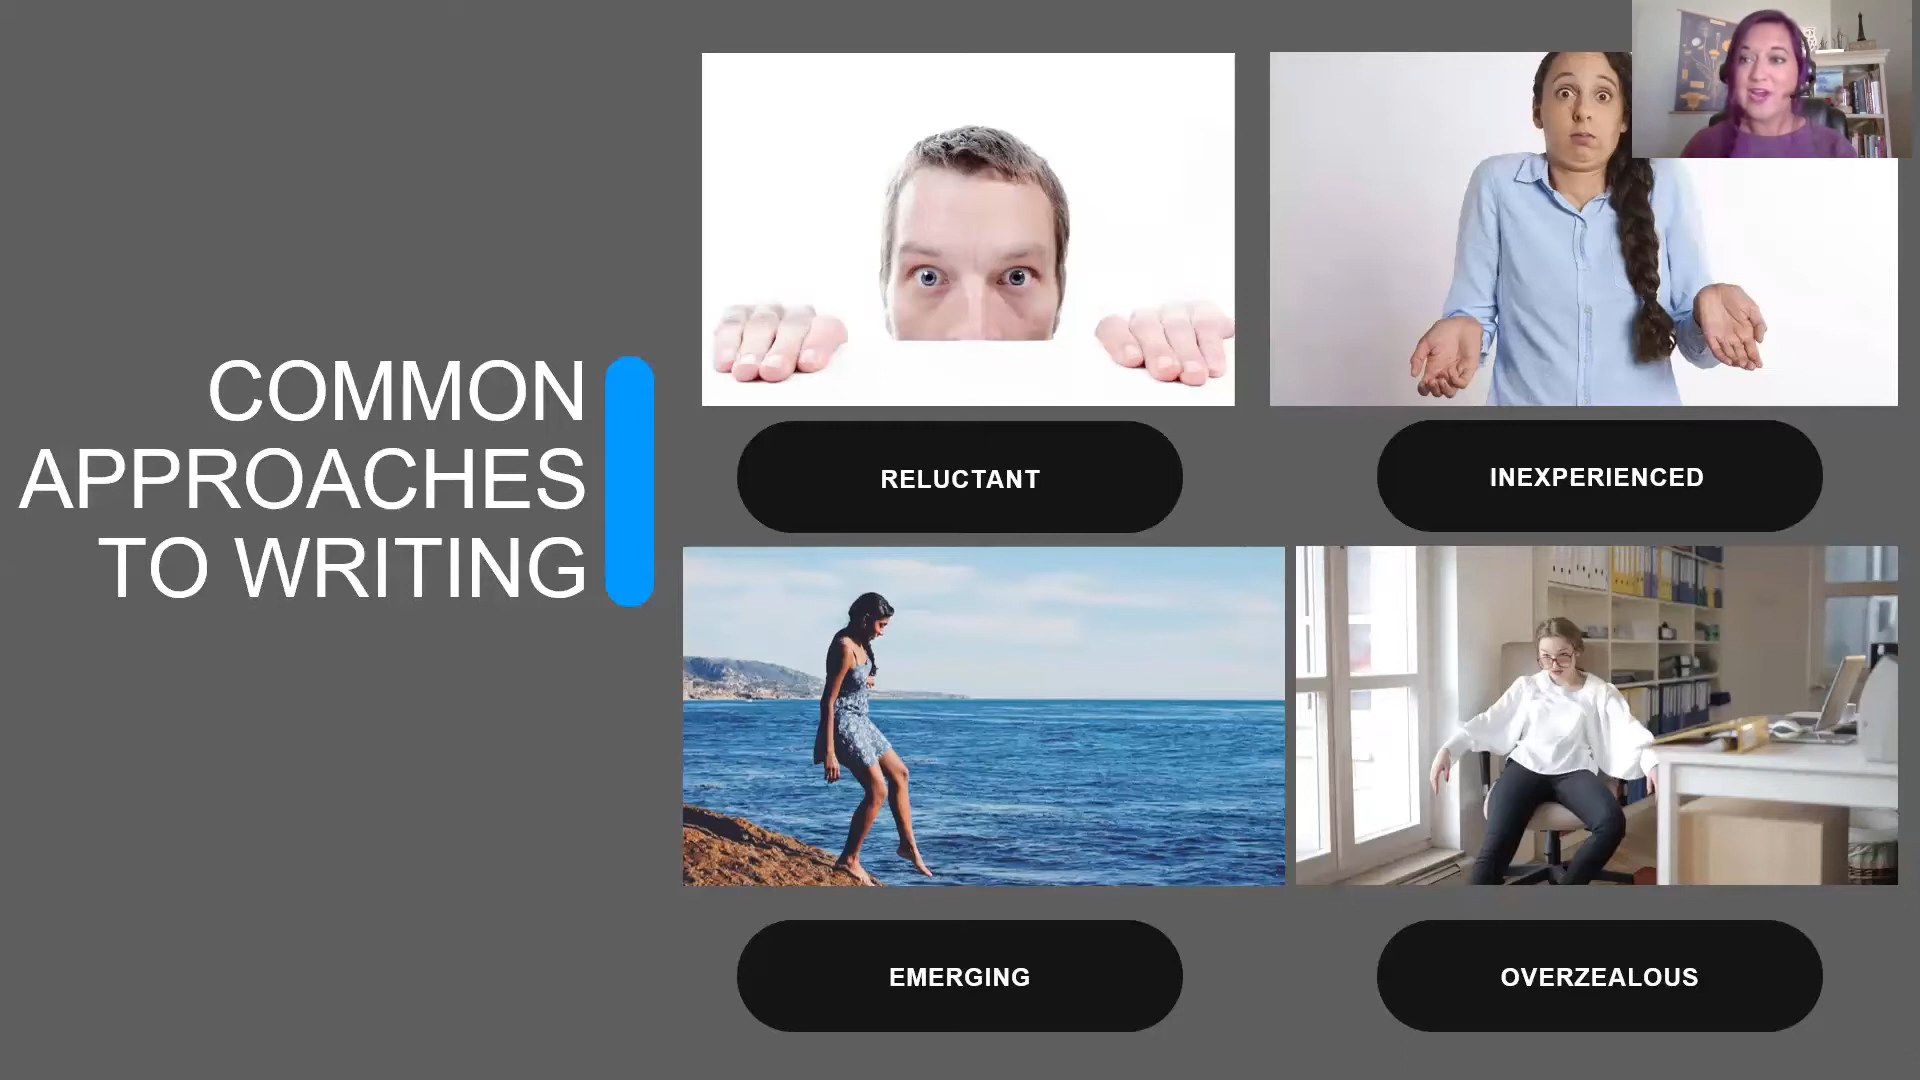 COMMON
APPROACHES
TO WRITING
RELUCTANT
INEXPERIENCED
EMERGING
OVERZEALOUS